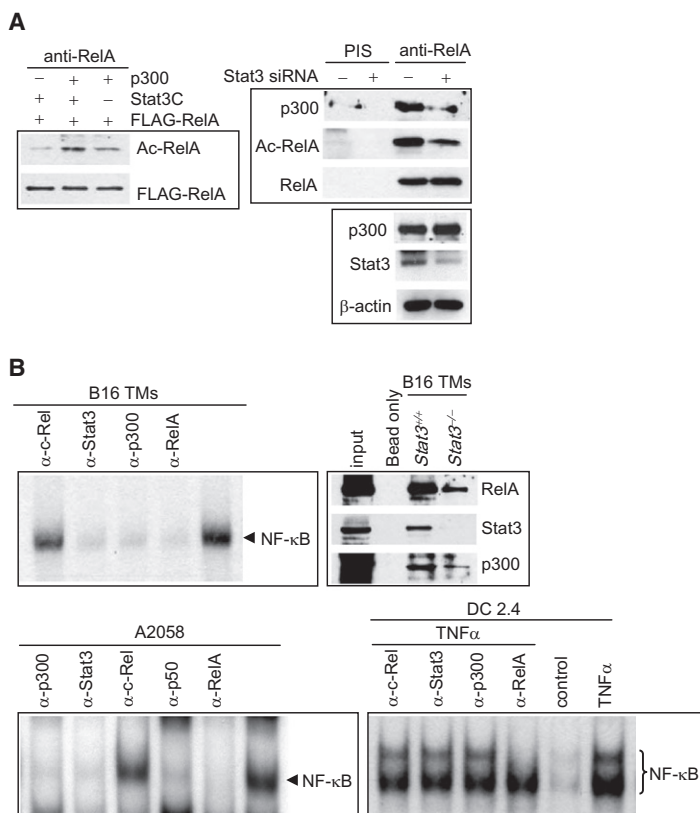 A
anti-RelA
– + + p300
+ + – Stat3C
+ + + FLAG-RelA
Ac-RelA
FLAG-RelA
PIS anti-RelA
Stat3 siRNA – + – +
p300
Ac-RelA
RelA
p300
Stat3
β-actin
B
B16 TMs
α-c-Rel
α-Stat3
α-p300
α-RelA
NF-κB
B16 TMs
input
Bead only
Stat3+/+
Stat3–/–
RelA
Stat3
p300
A2058
α-p300
α-Stat3
α-c-Rel
α-p50
α-RelA
NF-κB
DC 2.4
TNFα
α-c-Rel
α-Stat3
α-p300
α-RelA
control
TNFα
NF-κB